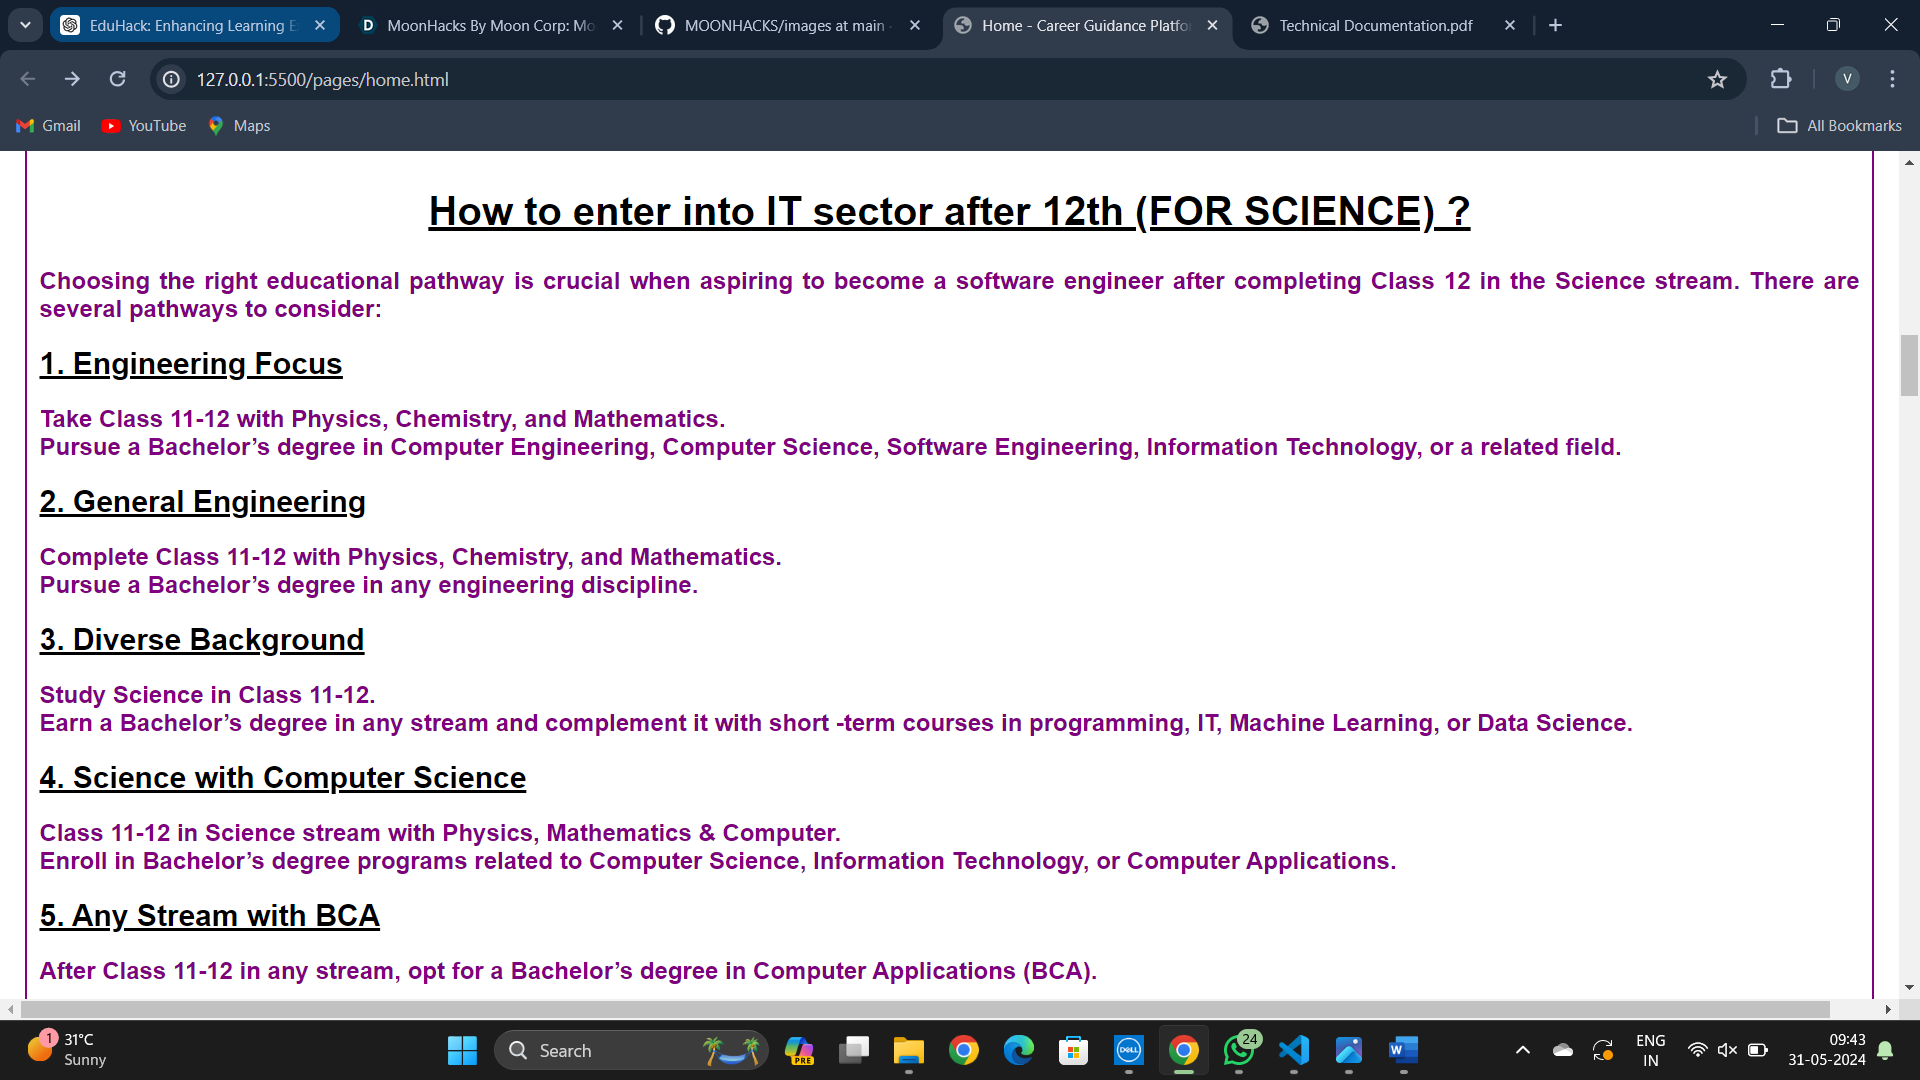 EduHack: Enhancing Learning E
MoonHacks By Moon Corp: Mo
MOONHACKS/images at main
Home - Career Guidance Platfo
Technical Documentation.pdf
127.0.0.1:5500/pages/home.html
V
Gmail
YouTube
Maps
All Bookmarks
How to enter into IT sector after 12th (FOR SCIENCE) ?
Choosing the right educational pathway is crucial when aspiring to become a software engineer after completing Class 12 in the Science stream. There are
several pathways to consider:
1. Engineering Focus
Take Class 11-12 with Physics, Chemistry, and Mathematics.
Pursue a Bachelor’s degree in Computer Engineering, Computer Science, Software Engineering, Information Technology, or a related field.
2. General Engineering
Complete Class 11-12 with Physics, Chemistry, and Mathematics.
Pursue a Bachelor’s degree in any engineering discipline.
3. Diverse Background
Study Science in Class 11-12.
Earn a Bachelor’s degree in any stream and complement it with short -term courses in programming, IT, Machine Learning, or Data Science.
4. Science with Computer Science
Class 11-12 in Science stream with Physics, Mathematics & Computer.
Enroll in Bachelor’s degree programs related to Computer Science, Information Technology, or Computer Applications.
5. Any Stream with BCA
After Class 11-12 in any stream, opt for a Bachelor’s degree in Computer Applications (BCA).
1
31°C
Sunny
Search
PRE
DELL
24
W
ENG
IN
09:43
31-05-2024